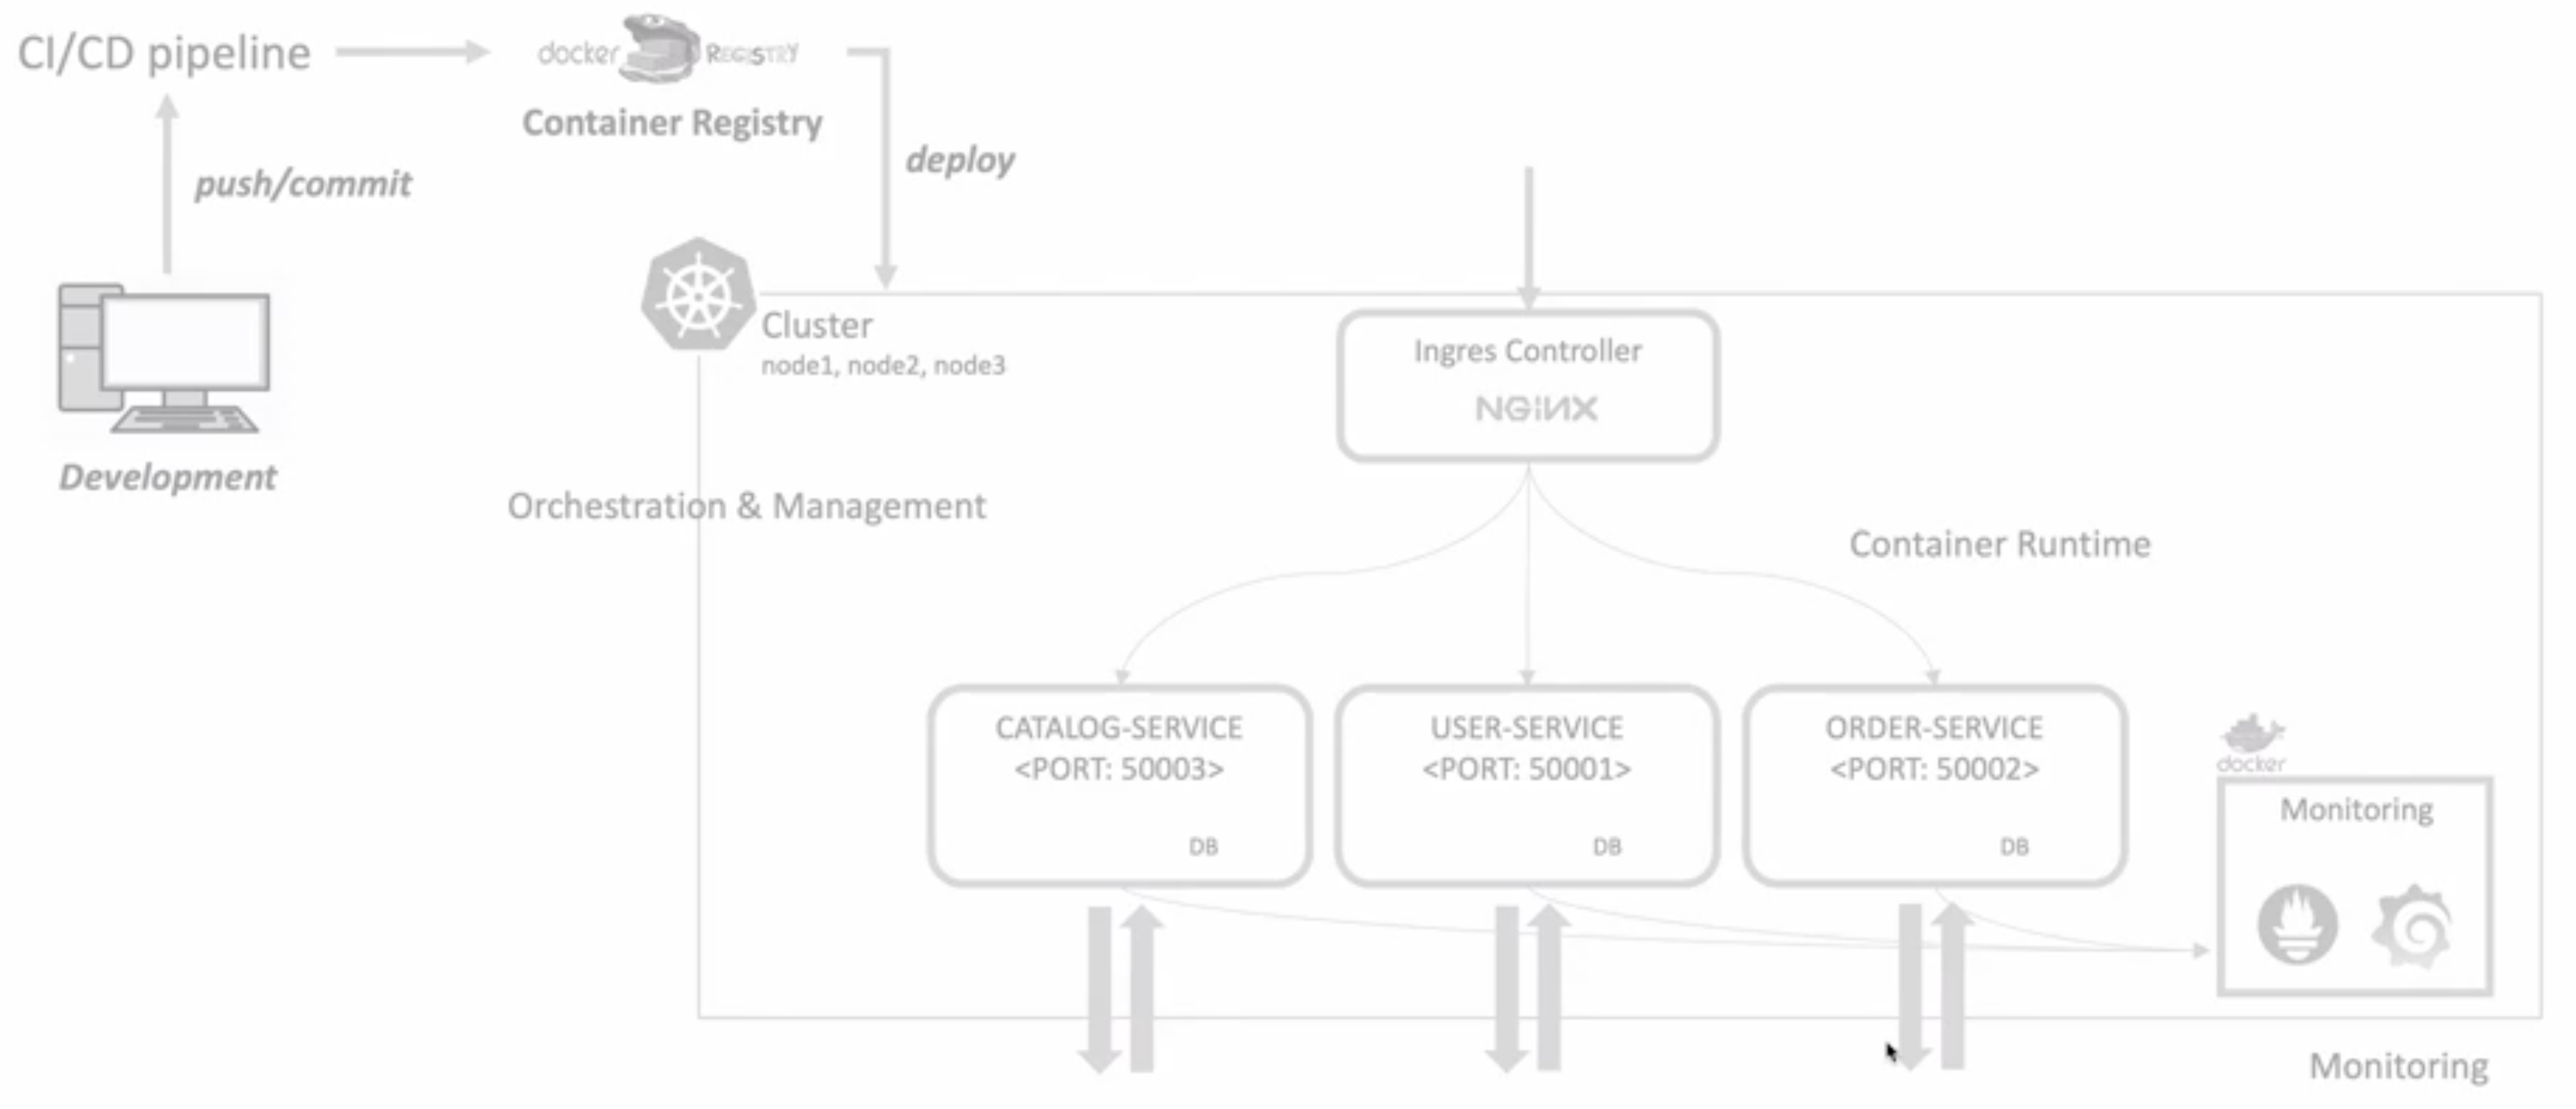 CI/CD pipeline
docker REGISTRY
Container Registry
push/commit
deploy
Development
Cluster
node1, node2, node3
Ingres Controller
NGINX
Orchestration & Management
Container Runtime
CATALOG-SERVICE
<PORT: 50003>
DB
USER-SERVICE
<PORT: 50001>
DB
ORDER-SERVICE
<PORT: 50002>
DB
docker
Monitoring
Monitoring